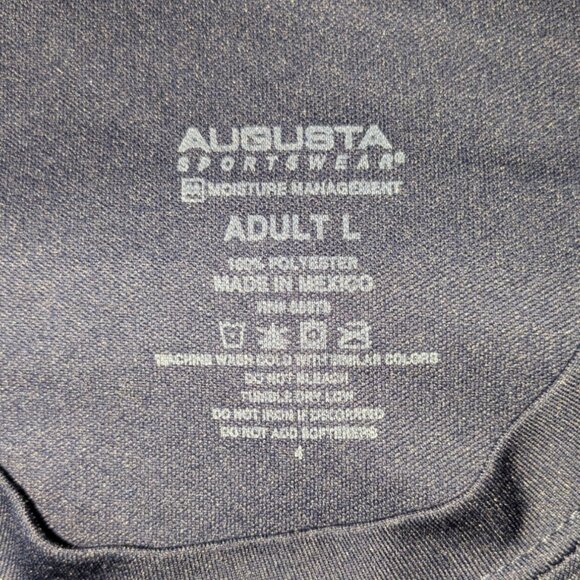 AUGUSTA
SPORTSWEAR®
MOISTURE MANAGEMENT
ADULT L
100% POLYESTER
MADE IN MEXICO
RN#
MACHINE WASH COLD WITH SIMILAR COLORS
DO NOT BLEACH
TUMBLE DRY LOW
DO NOT IRON IF DECORATED
DO NOT ADD SOFTENERS
4